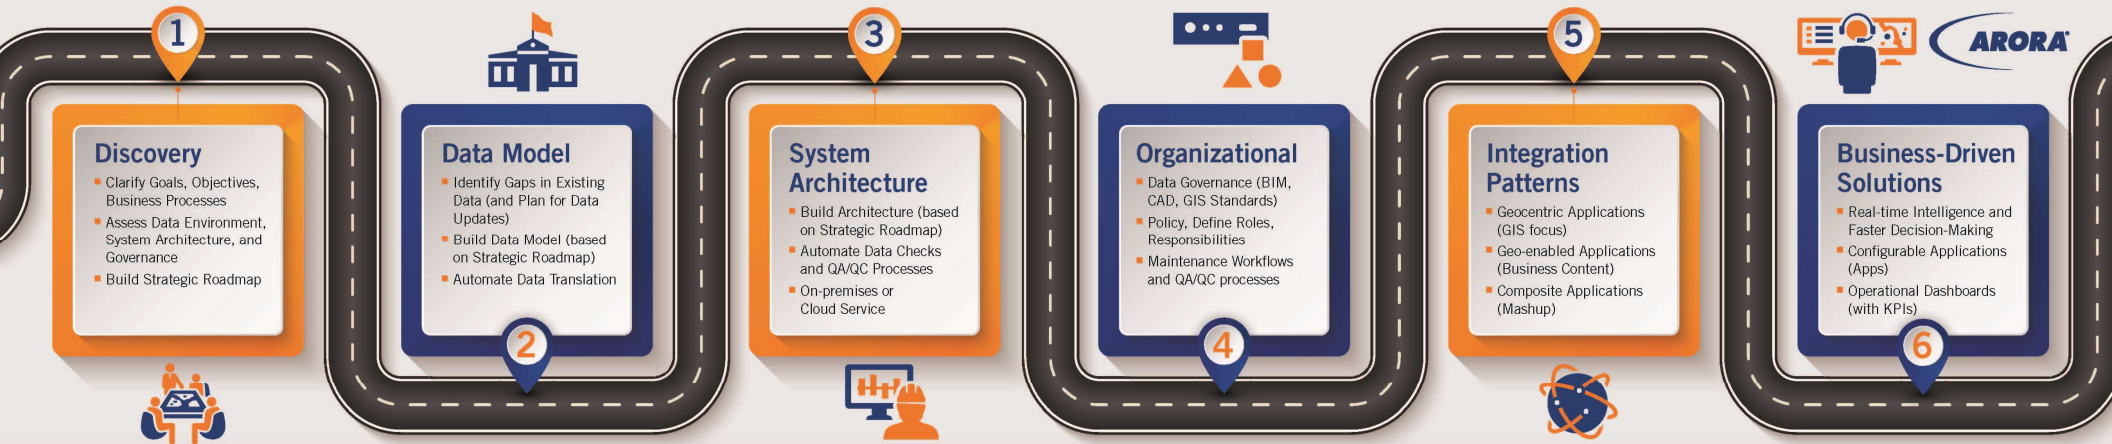 1
Discovery
Clarify Goals, Objectives,
Business Processes
Assess Data Environment,
System Architecture, and
Governance
Build Strategic Roadmap
Data Model
Identify Gaps in Existing
Data (and Plan for Data
Updates)
Build Data Model (based
on Strategic Roadmap)
Automate Data Translation
2
3
System
Architecture
Build Architecture (based
on Strategic Roadmap)
Automate Data Checks
and QA/QC Processes
On-premises or
Cloud Service
Organizational
Data Governance (BIM,
CAD, GIS Standards)
Policy, Define Roles,
Responsibilities
Maintenance Workflows
and QA/QC processes
4
5
Integration
Patterns
Geocentric Applications
(GIS focus)
Geo-enabled Applications
(Business Content)
Composite Applications
(Mashup)
ARORA
Business-Driven
Solutions
Real-time Intelligence and
Faster Decision-Making
Configurable Applications
(Apps)
Operational Dashboards
(with KPIs)
6